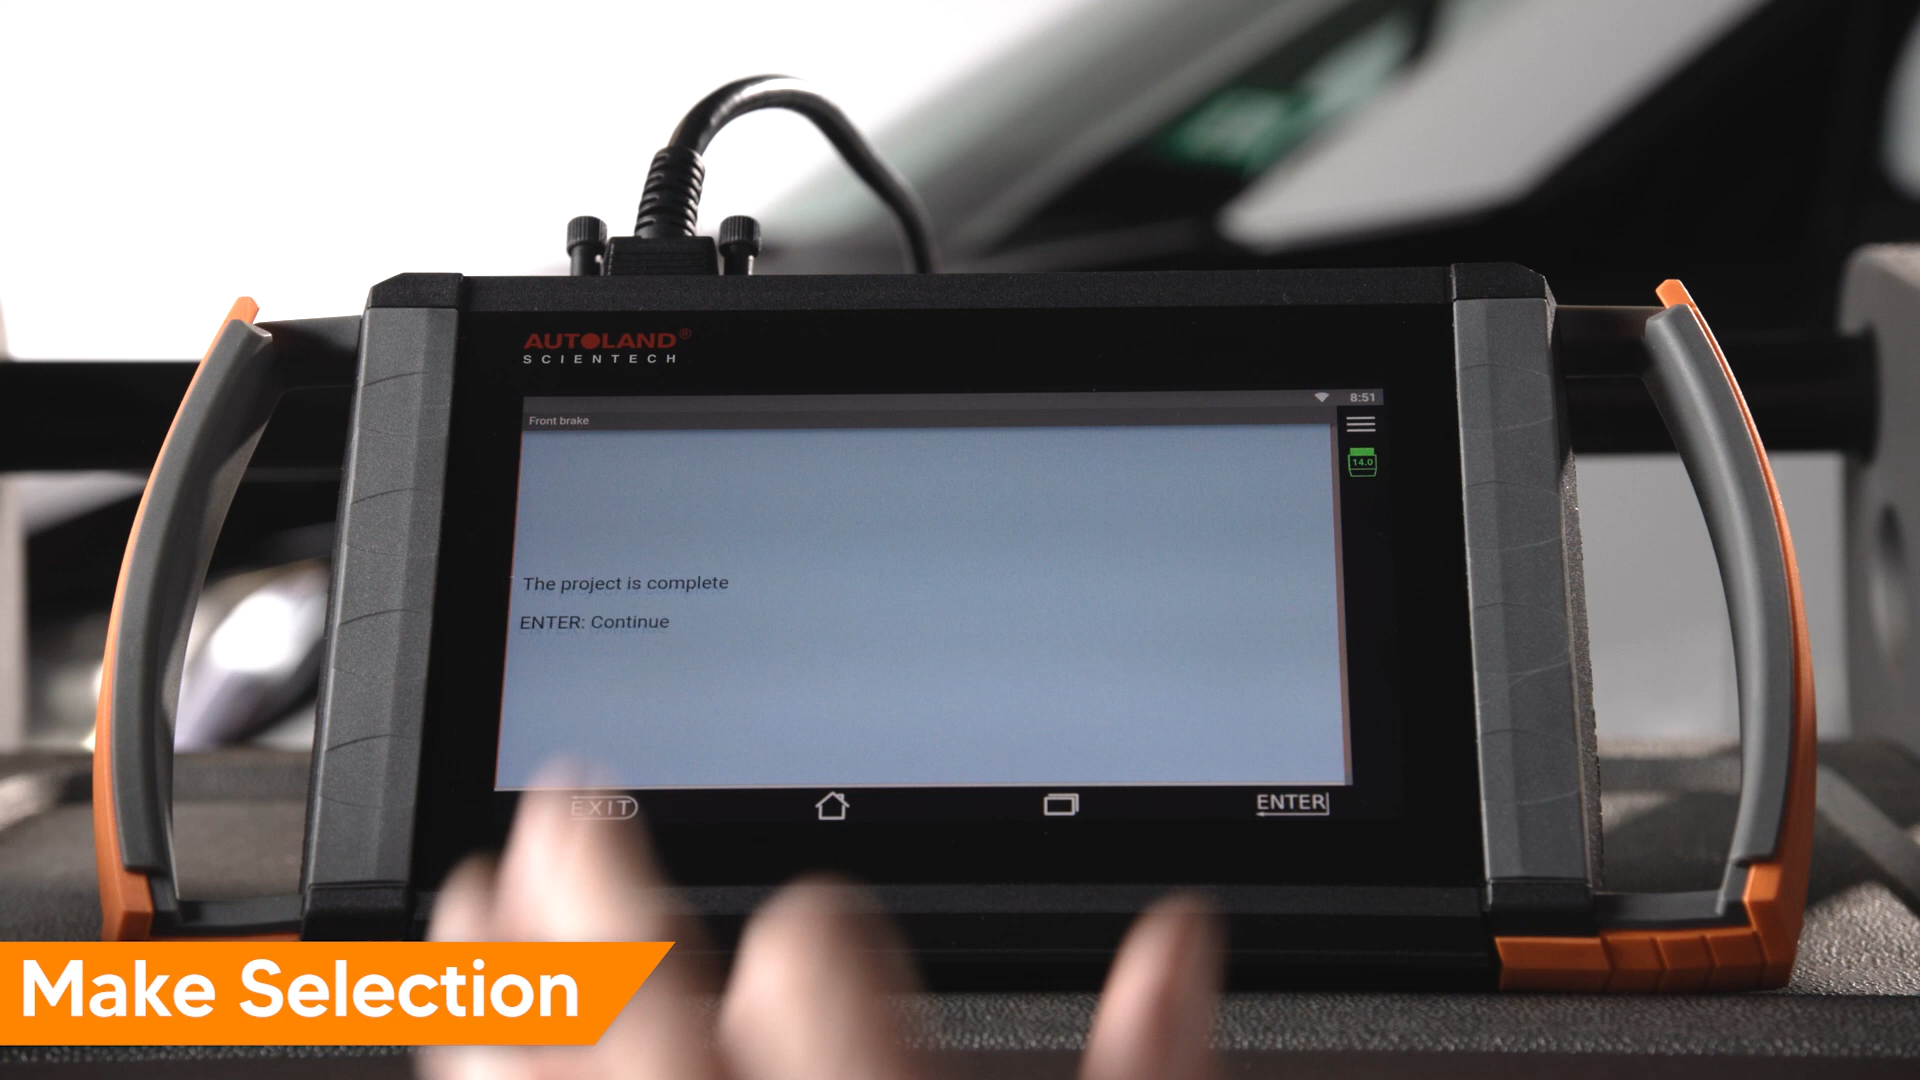 AUTOLAND®
SCIENTECH
8:51
Front brake
14.0
The project is complete
ENTER: Continue
EXIT
ENTER
Make Selection